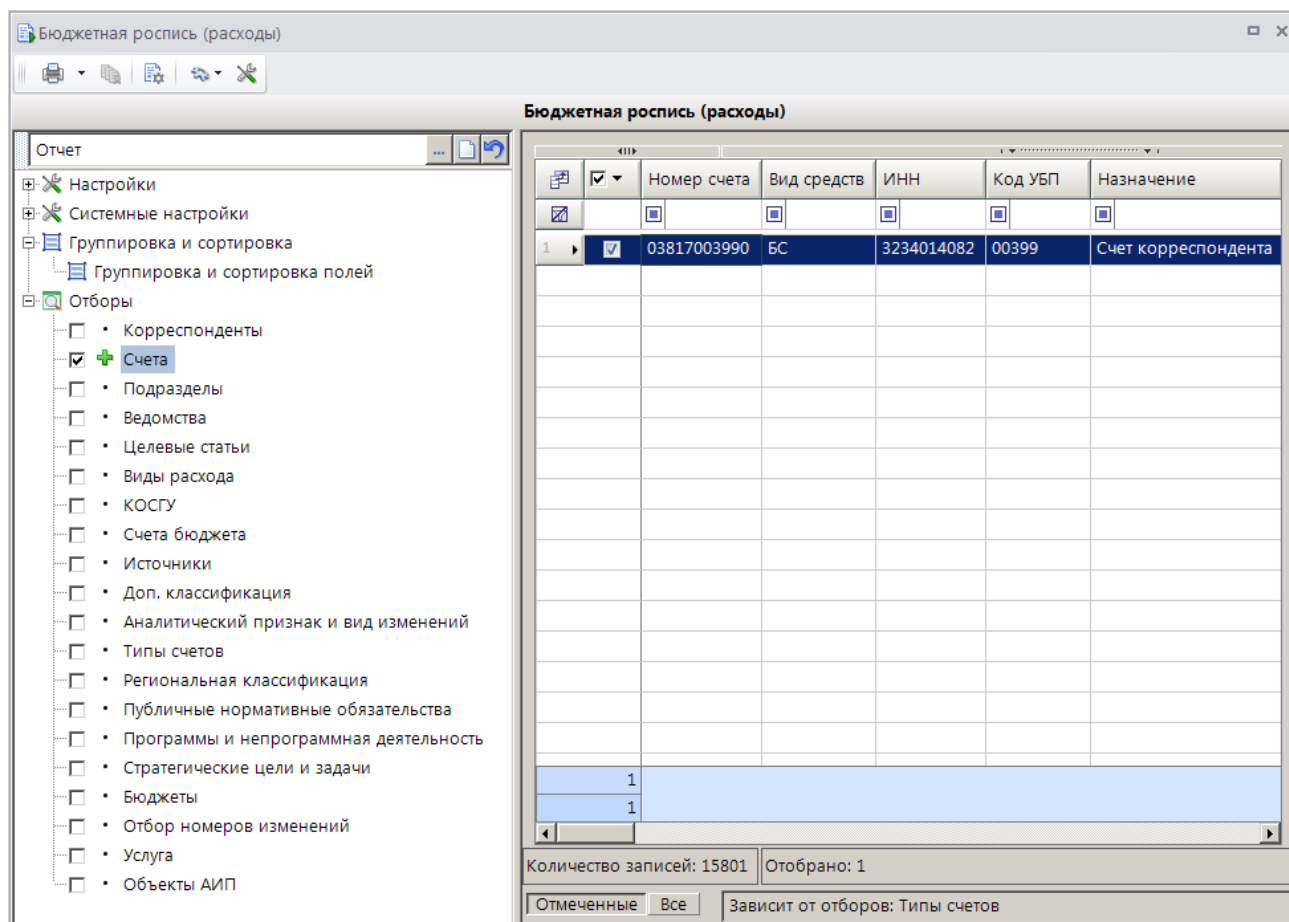 Бюджетная роспись (расходы)
Бюджетная роспись (расходы)
Отчет ...
Настройки
Системные настройки
Группировка и сортировка
Группировка и сортировка полей
Отборы
Корреспонденты
Счета
Подразделы
Ведомства
Целевые статьи
Виды расхода
КОСГУ
Счета бюджета
Источники
Доп. классификация
Аналитический признак и вид изменений
Типы счетов
Региональная классификация
Публичные нормативные обязательства
Программы и непрограммная деятельность
Стратегические цели и задачи
Бюджеты
Отбор номеров изменений
Услуга
Объекты АИП
Номер счета Вид средств ИНН Код УБП Назначение
1 03817003990 БС 3234014082 00399 Счет корреспондента
1
1
Количество записей: 15801 Отобрано: 1
Отмеченные Все Зависит от отборов: Типы счетов